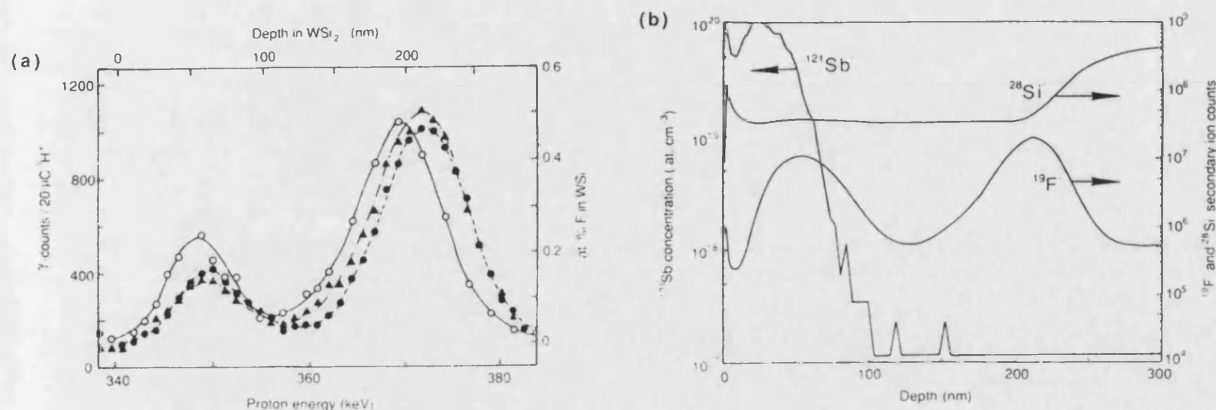 Depth in WSi₂ (nm)
(a)
0 100 200
1200
800
400
0
γ-counts / 20 μC H⁺
0.6
0.4
0.2
0
at. % F in WSi
340 360 380
Proton energy (keV)
(b)
10²⁰
10¹⁹
10¹⁸
Sb concentration (at. cm⁻³)
¹²¹Sb
²⁸Si
¹⁹F
10⁹
10⁸
10⁷
10⁶
10⁵
10⁴
¹⁹F and ²⁸Si secondary ion counts
0 100 200 300
Depth (nm)